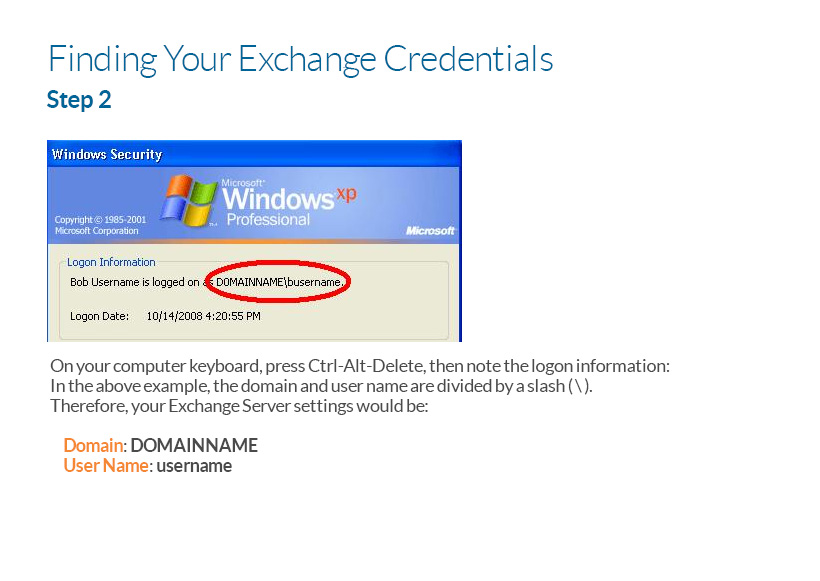 Finding Your Exchange Credentials
Step 2
Windows Security
Microsoft®
Windows xp
Professional
Copyright © 1985-2001
Microsoft Corporation
Microsoft
Logon Information
Bob Username is logged on as DOMAINNAME\busername.
Logon Date: 10/14/2008 4:20:55 PM
On your computer keyboard, press Ctrl-Alt-Delete, then note the logon information:
In the above example, the domain and user name are divided by a slash ( \ ).
Therefore, your Exchange Server settings would be:
Domain: DOMAINNAME
User Name: username